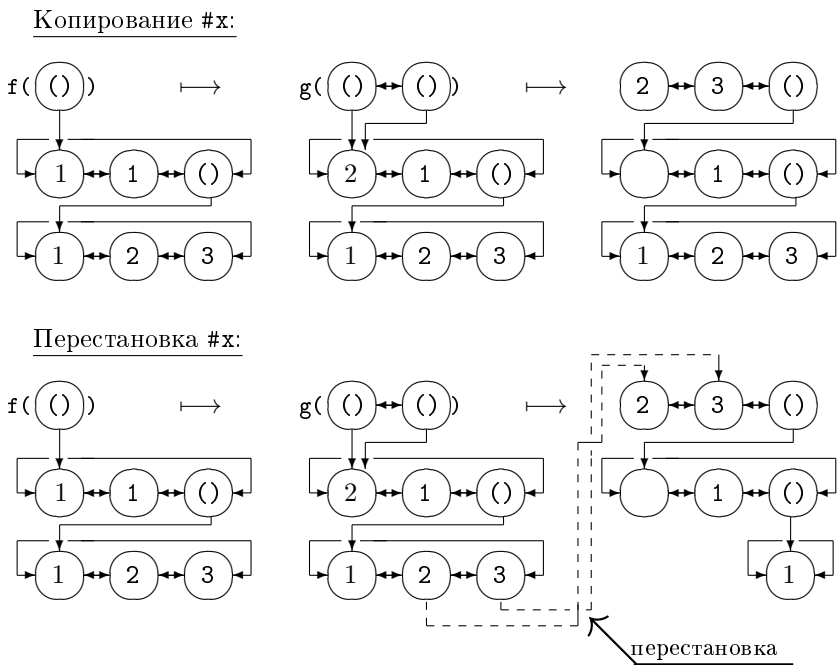 Копирование #x:
f( () ) ⟼ g( () () ) ⟼ 2 3 ()
1 1 () 2 1 () 1 ()
1 2 3 1 2 3 1 2 3
Перестановка #x:
f( () ) ⟼ g( () () ) ⟼ 2 3 ()
1 1 () 2 1 () 1 ()
1 2 3 1 2 3 1
перестановка